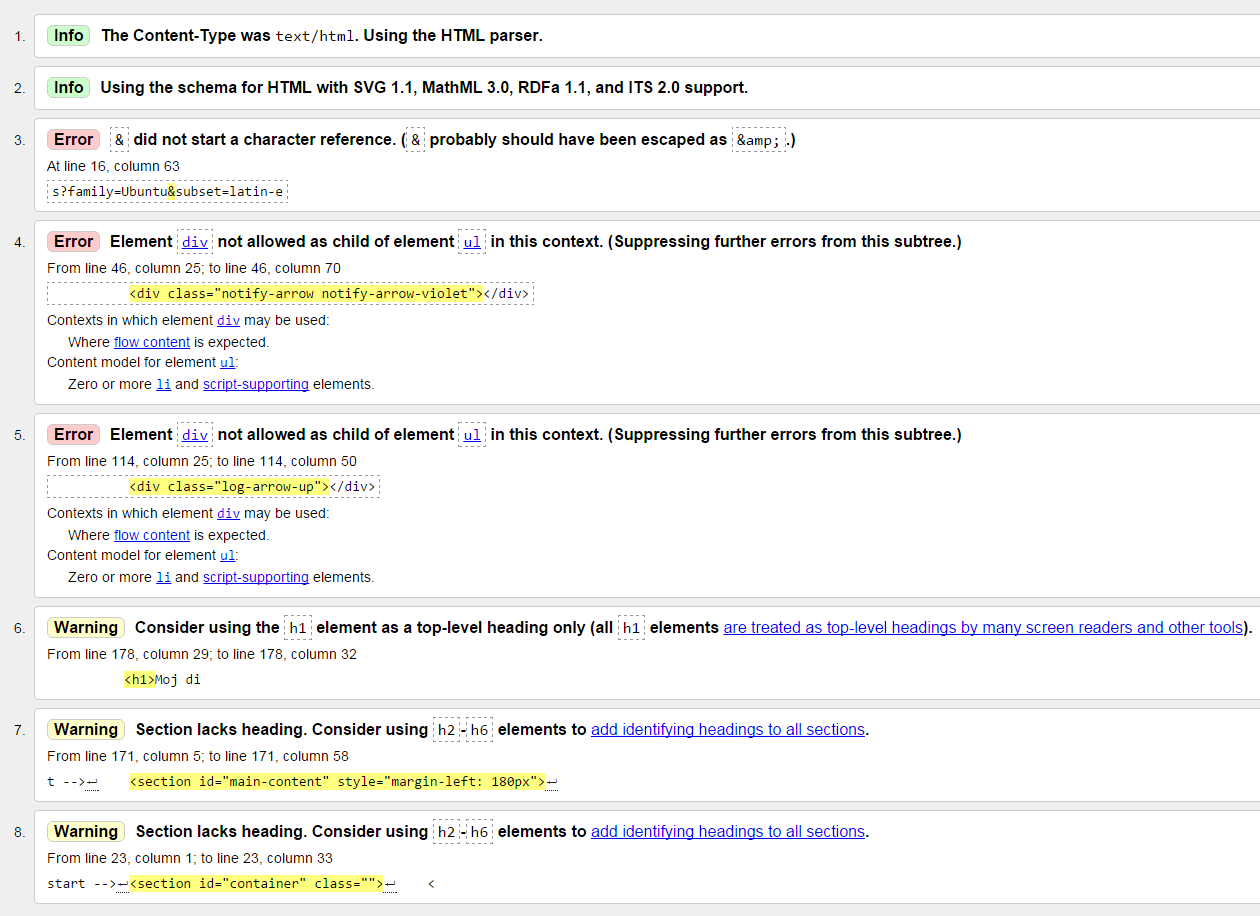 1. Info The Content-Type was text/html. Using the HTML parser.
2. Info Using the schema for HTML with SVG 1.1, MathML 3.0, RDFa 1.1, and ITS 2.0 support.
3. Error & did not start a character reference. (& probably should have been escaped as &amp;.)
At line 16, column 63
s?family=Ubuntu&subset=latin-e
4. Error Element div not allowed as child of element ul in this context. (Suppressing further errors from this subtree.)
From line 46, column 25; to line 46, column 70
<div class="notify-arrow notify-arrow-violet"></div>
Contexts in which element div may be used:
Where flow content is expected.
Content model for element ul:
Zero or more li and script-supporting elements.
5. Error Element div not allowed as child of element ul in this context. (Suppressing further errors from this subtree.)
From line 114, column 25; to line 114, column 50
<div class="log-arrow-up"></div>
Contexts in which element div may be used:
Where flow content is expected.
Content model for element ul:
Zero or more li and script-supporting elements.
6. Warning Consider using the h1 element as a top-level heading only (all h1 elements are treated as top-level headings by many screen readers and other tools).
From line 178, column 29; to line 178, column 32
<h1>Moj di
7. Warning Section lacks heading. Consider using h2-h6 elements to add identifying headings to all sections.
From line 171, column 5; to line 171, column 58
t -->↩ <section id="main-content" style="margin-left: 180px">↩
8. Warning Section lacks heading. Consider using h2-h6 elements to add identifying headings to all sections.
From line 23, column 1; to line 23, column 33
start -->↩<section id="container" class="">↩ <